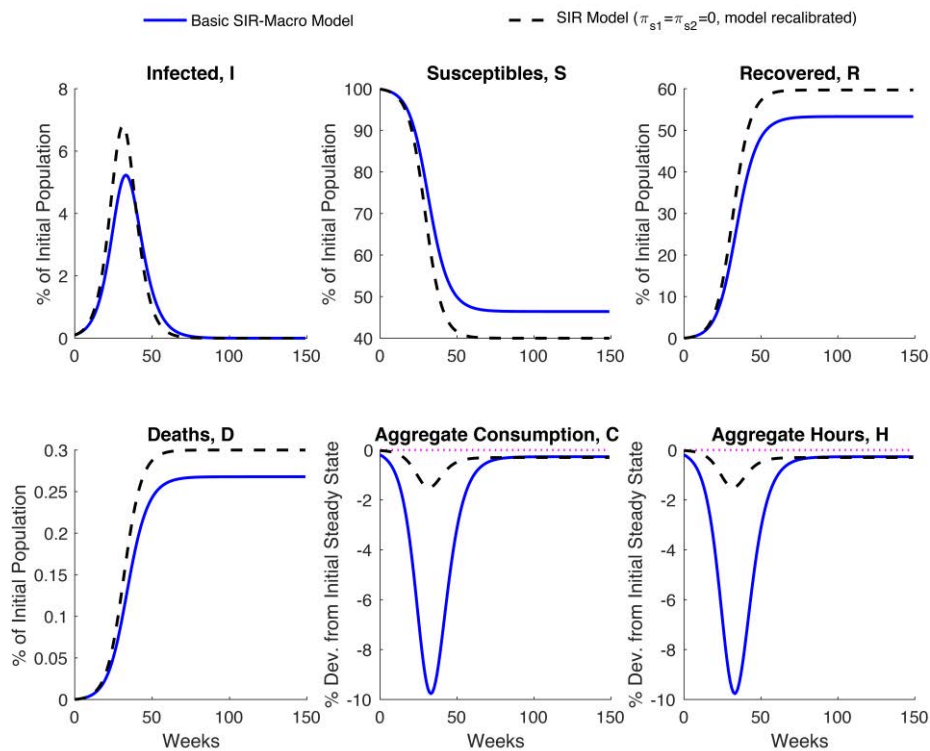 Basic SIR-Macro Model
SIR Model (π_s1=π_s2=0, model recalibrated)
Infected, I
Susceptibles, S
Recovered, R
% of Initial Population
8
6
4
2
0
0 50 100 150
% of Initial Population
100
90
80
70
60
50
40
0 50 100 150
% of Initial Population
60
50
40
30
20
10
0
0 50 100 150
Deaths, D
Aggregate Consumption, C
Aggregate Hours, H
% of Initial Population
0.3
0.25
0.2
0.15
0.1
0.05
0
0 50 100 150
Weeks
% Dev. from Initial Steady State
0
-2
-4
-6
-8
-10
0 50 100 150
Weeks
% Dev. from Initial Steady State
0
-2
-4
-6
-8
-10
0 50 100 150
Weeks